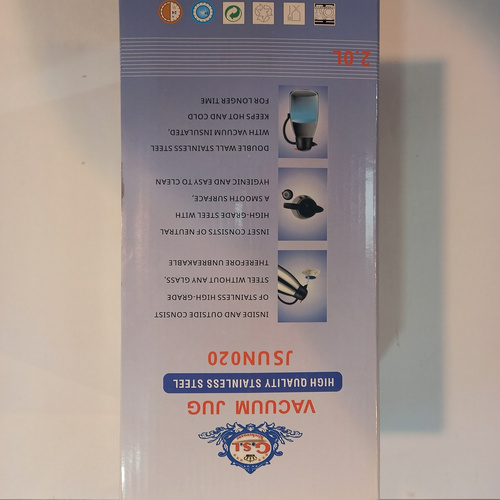 G.S.L
VACUUM JUG
HIGH QUALITY STAINLESS STEEL
JSUN020
INSIDE AND OUTSIDE CONSIST
OF STAINLESS HIGH-GRADE
STEEL WITHOUT ANY GLASS,
THEREFORE UNBREAKABLE
INSET CONSISTS OF NEUTRAL
HIGH-GRADE STEEL WITH
A SMOOTH SURFACE,
HYGIENIC AND EASY TO CLEAN
DOUBLE WALL STAINLESS STEEL
WITH VACUUM INSULATED,
KEEPS HOT AND COLD
FOR LONGER TIME
2.0L